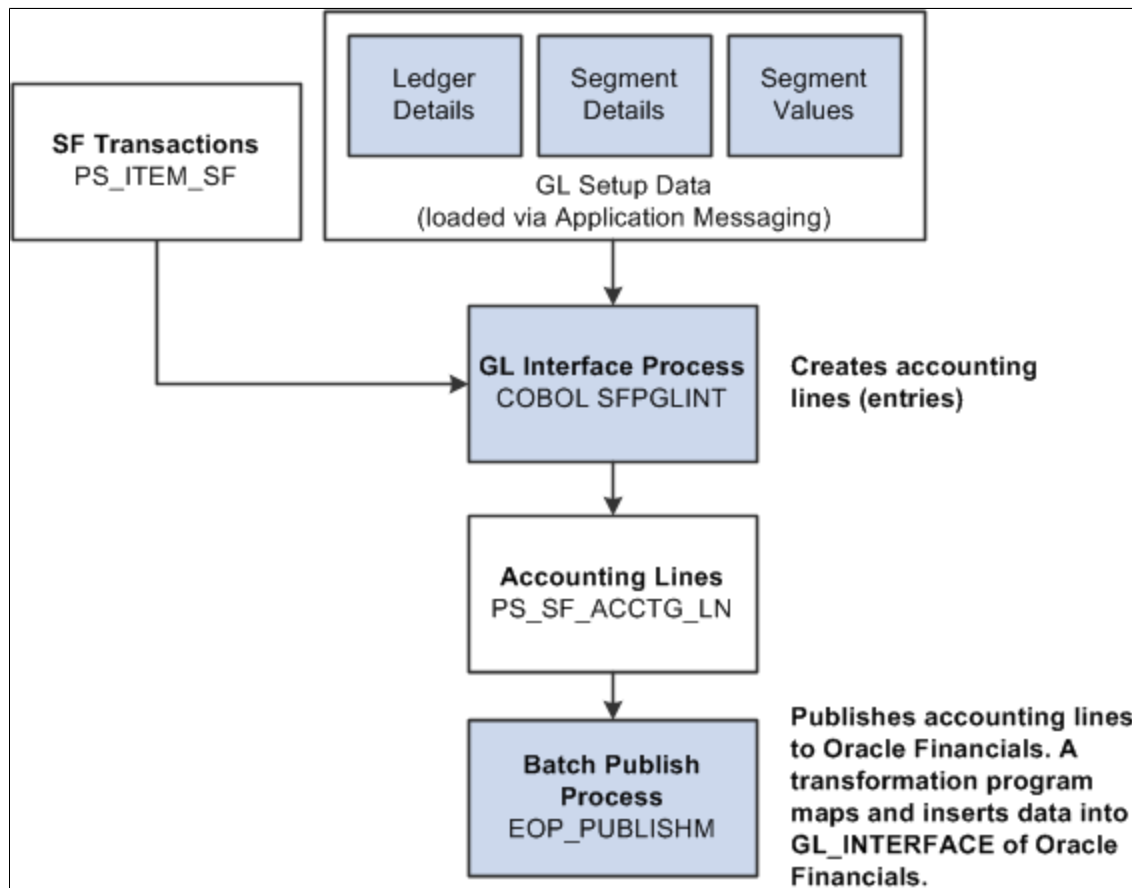 Ledger
Details
Segment
Details
Segment
Values
GL Setup Data
(loaded via Application Messaging)
SF Transactions
PS_ITEM_SF
GL Interface Process
COBOL SFPGLINT
Creates accounting
lines (entries)
Accounting Lines
PS_SF_ACCTG_LN
Batch Publish
Process
EOP_PUBLISHM
Publishes accounting lines
to Oracle Financials. A
transformation program
maps and inserts data into
GL_INTERFACE of Oracle
Financials.